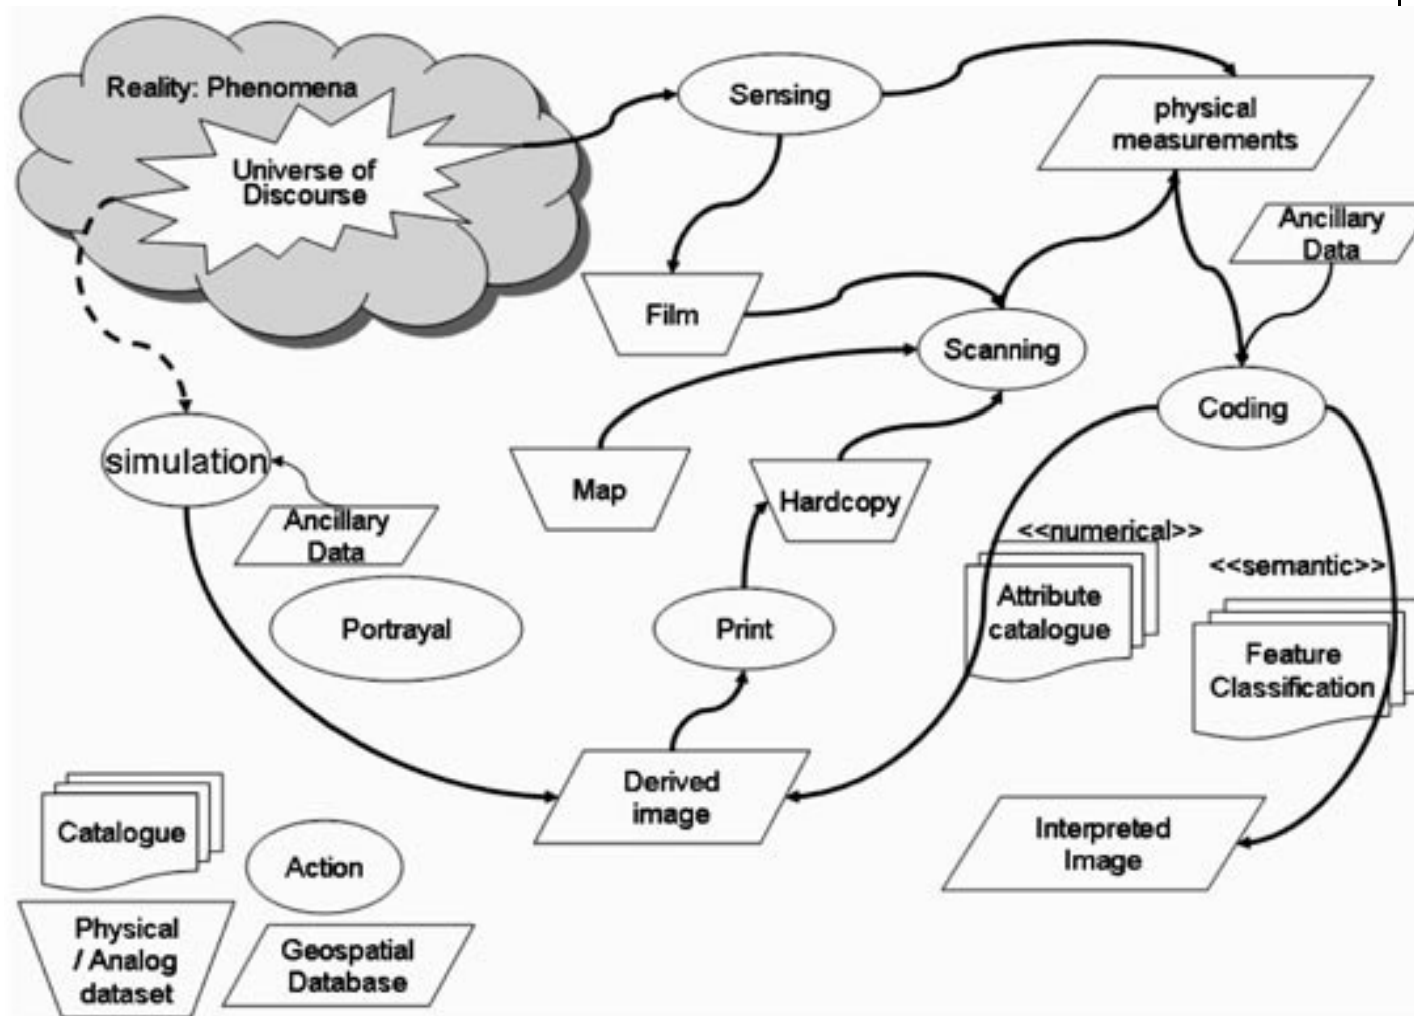 Reality: Phenomena
Universe of
Discourse
Sensing
physical
measurements
Ancillary
Data
Film
Scanning
Coding
simulation
Ancillary
Data
Map
Hardcopy
<<numerical>>
Attribute
catalogue
<<semantic>>
Feature
Classification
Portrayal
Print
Derived
image
Interpreted
Image
Catalogue
Action
Physical
/ Analog
dataset
Geospatial
Database